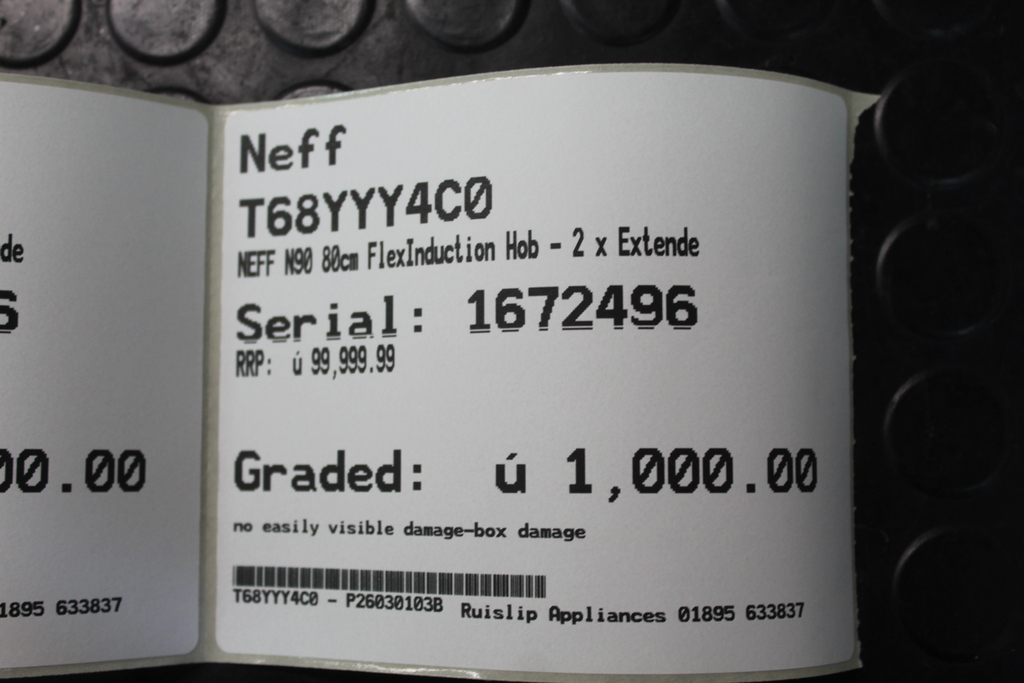 Neff
T68YYY4C0
NEFF N90 80cm FlexInduction Hob - 2 x Extende
Serial: 1672496
RRP: ú 99,999.99
Graded: ú 1,000.00
no easily visible damage-box damage
T68YYY4C0 - P26030103B Ruislip Appliances 01895 633837
de
6
00.00
1895 633837